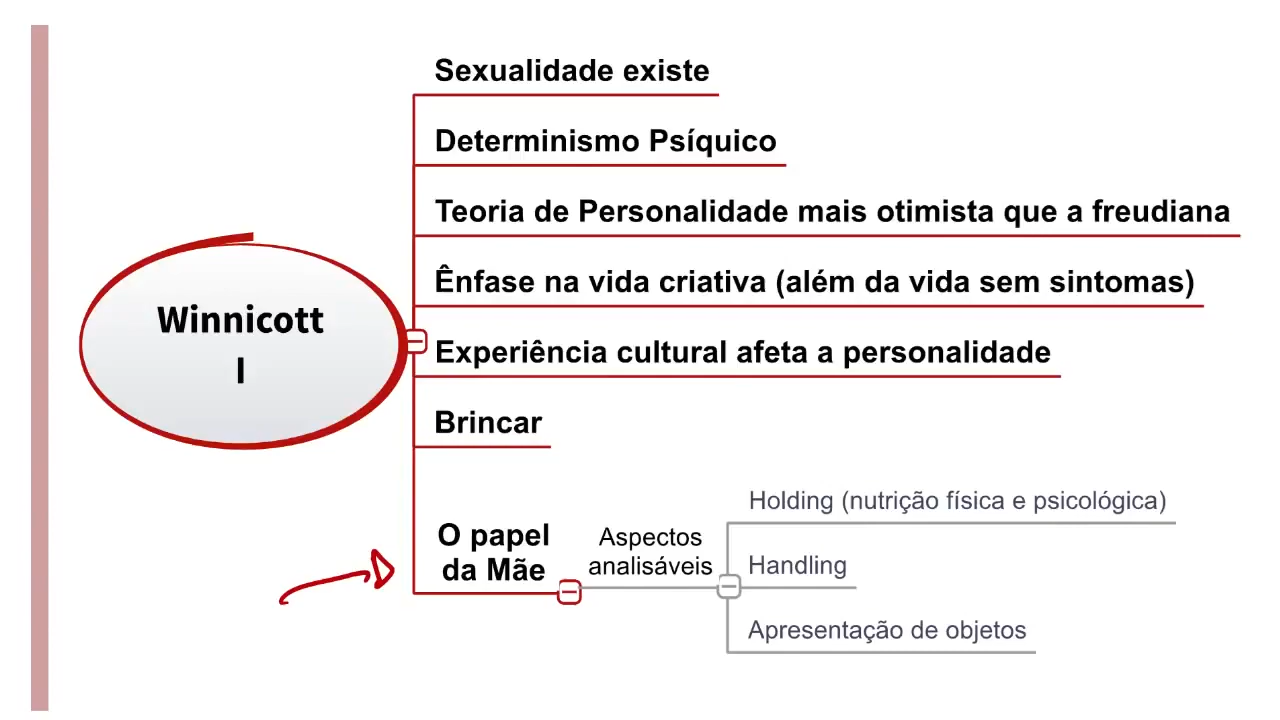 Winnicott
I
Sexualidade existe
Determinismo Psíquico
Teoria de Personalidade mais otimista que a freudiana
Ênfase na vida criativa (além da vida sem sintomas)
Experiência cultural afeta a personalidade
Brincar
O papel
da Mãe
Aspectos
analisáveis
Holding (nutrição física e psicológica)
Handling
Apresentação de objetos